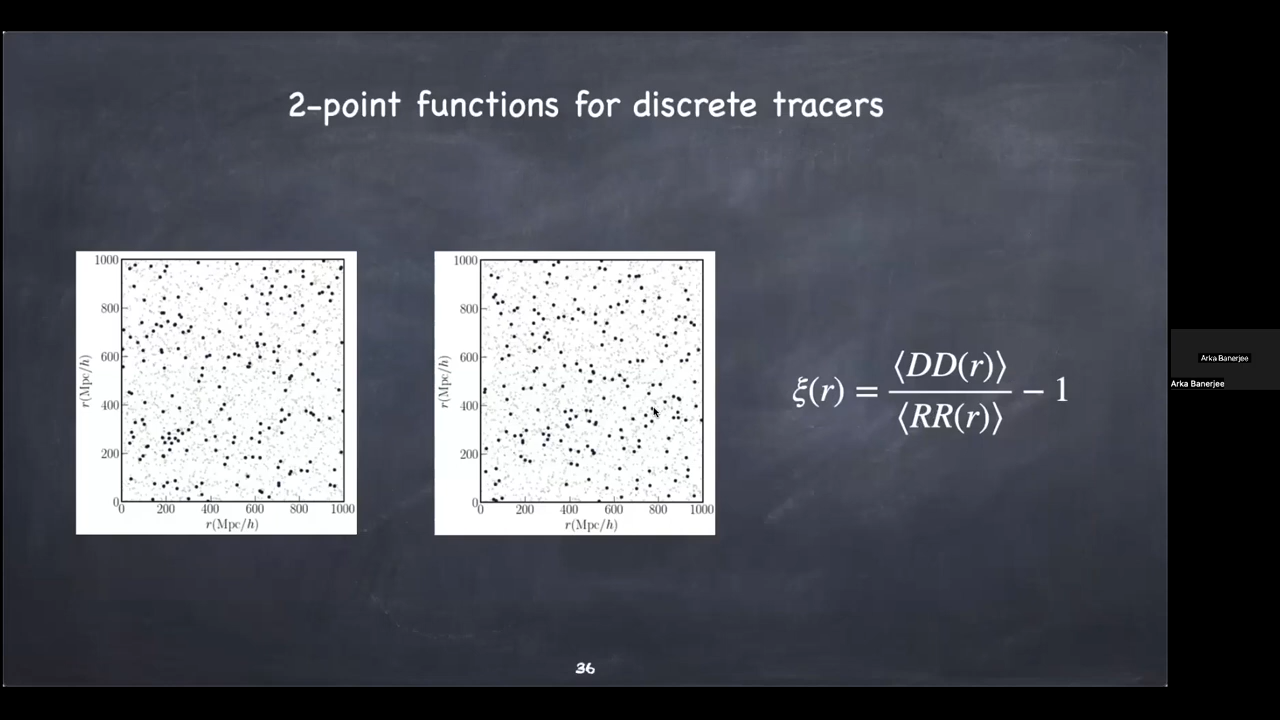 2-point functions for discrete tracers
1000
800
600
400
200
0
r(Mpc/h)
0 200 400 600 800 1000
r(Mpc/h)
1000
800
600
400
200
0
r(Mpc/h)
0 200 400 600 800 1000
r(Mpc/h)
ξ(r) = ⟨DD(r)⟩ / ⟨RR(r)⟩ − 1
Arka Banerjee
Arka Banerjee
36